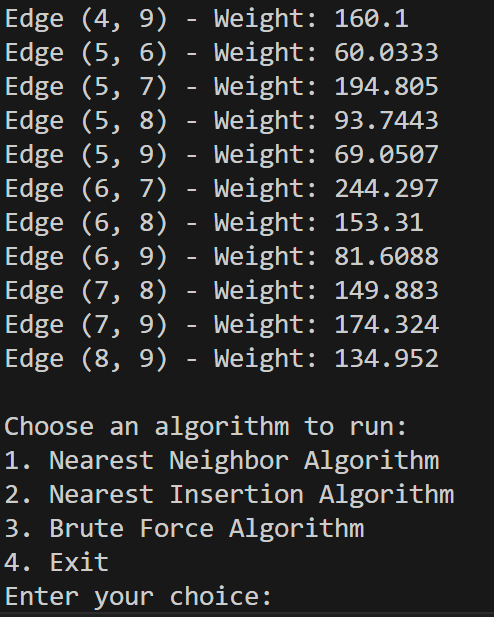 Edge (4, 9) - Weight: 160.1
Edge (5, 6) - Weight: 60.0333
Edge (5, 7) - Weight: 194.805
Edge (5, 8) - Weight: 93.7443
Edge (5, 9) - Weight: 69.0507
Edge (6, 7) - Weight: 244.297
Edge (6, 8) - Weight: 153.31
Edge (6, 9) - Weight: 81.6088
Edge (7, 8) - Weight: 149.883
Edge (7, 9) - Weight: 174.324
Edge (8, 9) - Weight: 134.952
Choose an algorithm to run:
1. Nearest Neighbor Algorithm
2. Nearest Insertion Algorithm
3. Brute Force Algorithm
4. Exit
Enter your choice: